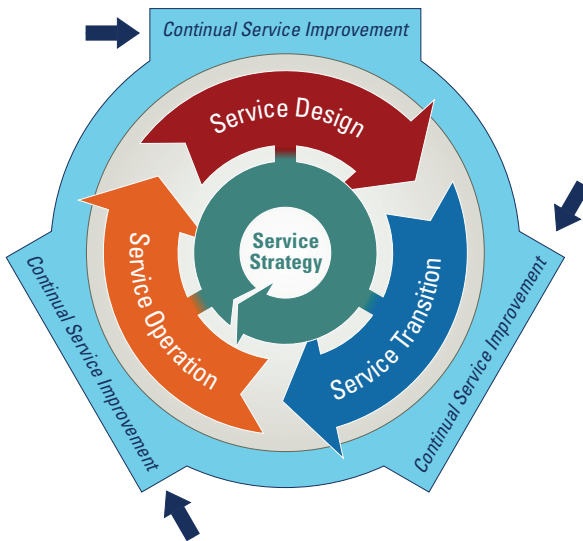 Continual Service Improvement
Service Design
Service
Strategy
Service Transition
Service Operation
Continual Service Improvement
Continual Service Improvement